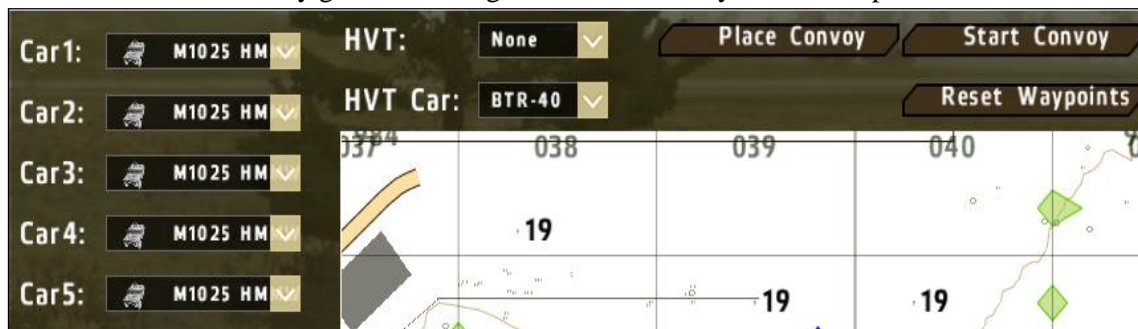 Car1: M1025 HM
Car2: M1025 HM
Car3: M1025 HM
Car4: M1025 HM
Car5: M1025 HM
HVT: None Place Convoy Start Convoy
HVT Car: BTR-40 Reset Waypoints
037 038 039 040
19
19 19